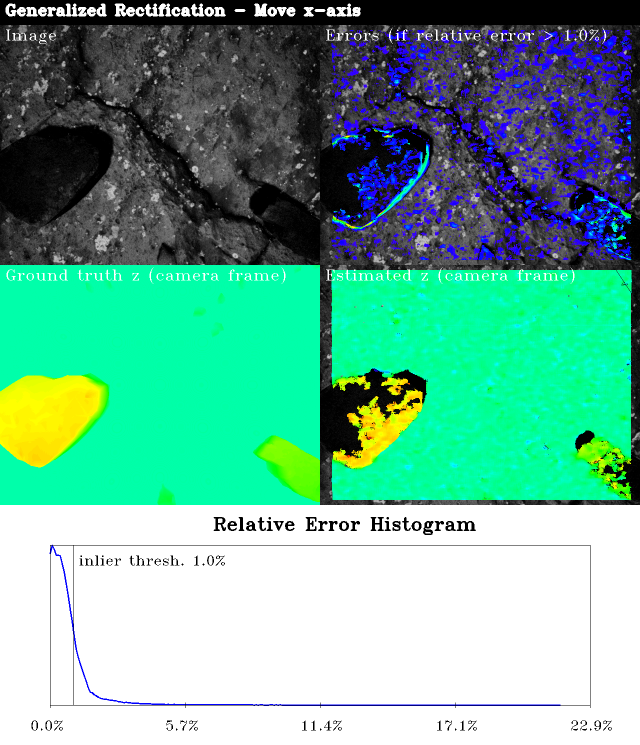 Generalized Rectification - Move x-axis
Image
Errors (if relative error > 1.0%)
Ground truth z (camera frame)
Estimated z (camera frame)
Relative Error Histogram
inlier thresh. 1.0%
0.0%
5.7%
11.4%
17.1%
22.9%